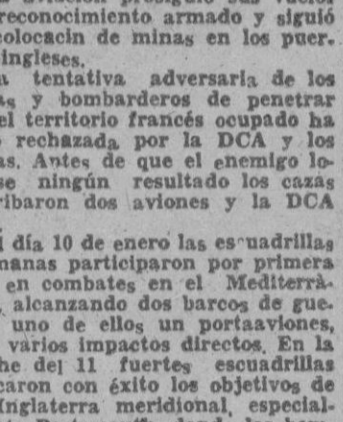 reconocimiento armado y siguió
colocacin de minas en los puer-
ingleses.
tentativa adversaria de los
y bombarderos de penetrar
el territorio francés ocupado ha
rechazada por la DCA y los
as. Antes de que el enemigo lo-
se ningún resultado los cazas
ribaron dos aviones y la DCA
día 10 de enero las escuadrillas
manas participaron por primera
en combates en el Mediterrá-
alcanzando dos barcos de gue-
uno de ellos un portaaviones,
varios impactos directos. En la
che del 11 fuertes escuadrillas
caron con éxito los objetivos de
Inglaterra meridional, especial-